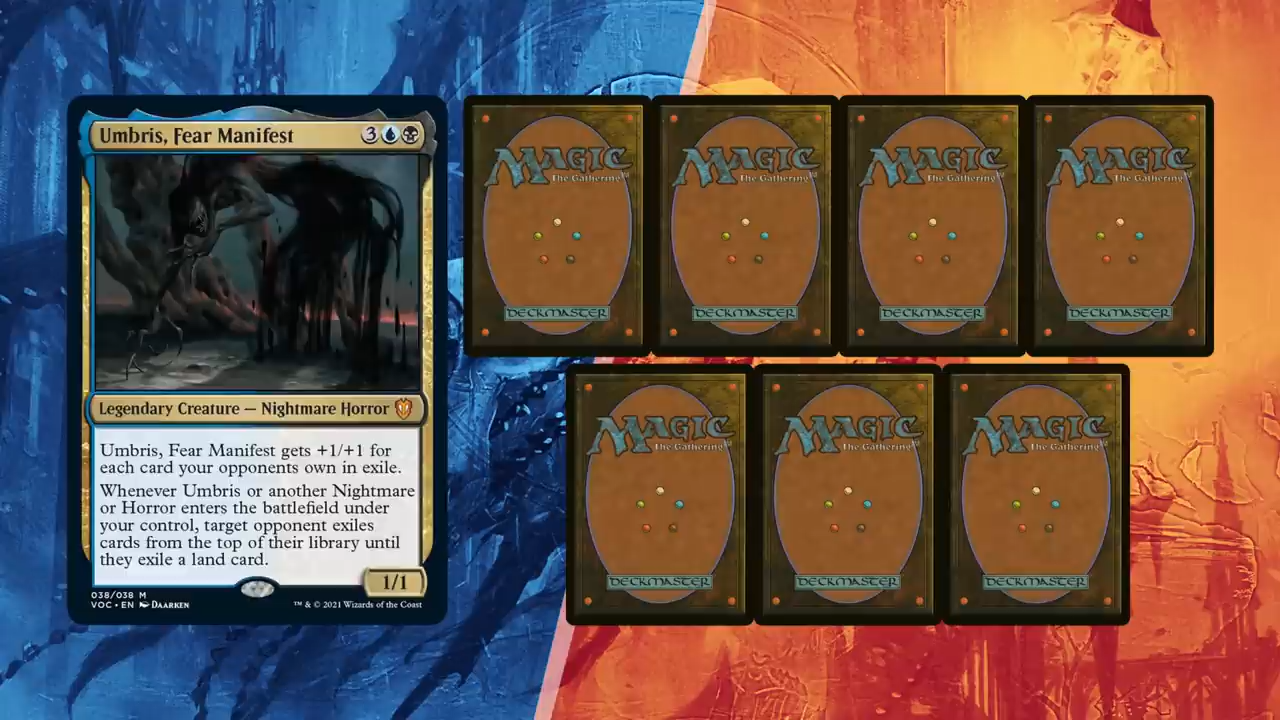 Umbris, Fear Manifest 3
Legendary Creature — Nightmare Horror
Umbris, Fear Manifest gets +1/+1 for
each card your opponents own in exile.
Whenever Umbris or another Nightmare
or Horror enters the battlefield under
your control, target opponent exiles
cards from the top of their library until
they exile a land card.
1/1
038/038 M
VOC • EN DAARKEN
™ & © 2021 Wizards of the Coast
MAGIC
The Gathering
DECKMASTER
MAGIC
The Gathering
DECKMASTER
MAGIC
The Gathering
DECKMASTER
MAGIC
The Gathering
DECKMASTER
MAGIC
The Gathering
DECKMASTER
MAGIC
The Gathering
DECKMASTER
MAGIC
The Gathering
DECKMASTER